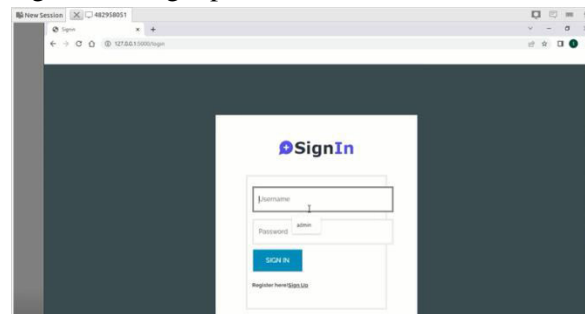 New Session
482958051
SignIn
127.0.0.1:5000/login
SignIn
Username
admin
Password
SIGN IN
Register here!Sign Up